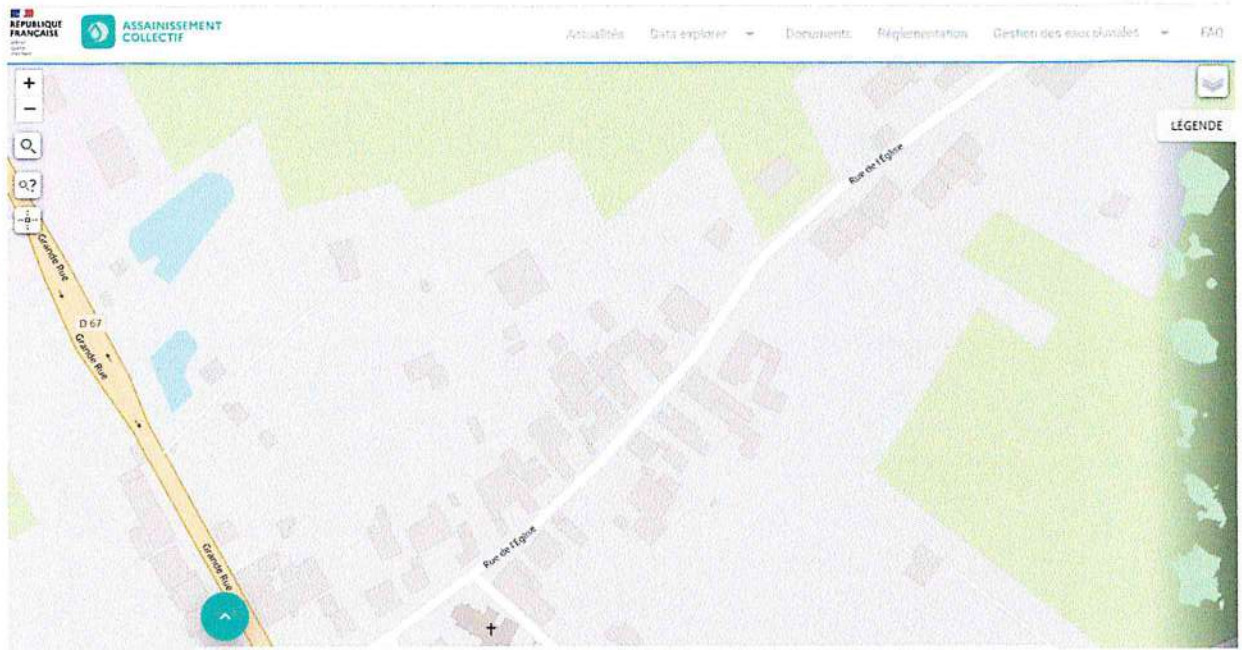 RÉPUBLIQUE
FRANÇAISE
ASSAINISSEMENT
COLLECTIF
Actualités Data explorer Documents Réglementation Gestion des eaux pluviales FAQ
+
−
?
LÉGENDE
Rue de l'Église
Grande Rue
D 67
Grande Rue
Rue de l'Église
Grande Rue